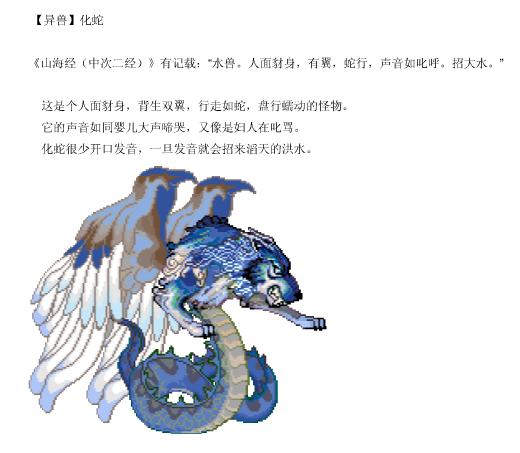 【异兽】化蛇
《山海经（中次二经）》有记载：“水兽。人面豺身，有翼，蛇行，声音如叱呼。招大水。”
这是个人面豺身，背生双翼，行走如蛇，盘行蠕动的怪物。
它的声音如同婴儿大声啼哭，又像是妇人在叱骂。
化蛇很少开口发音，一旦发音就会招来滔天的洪水。